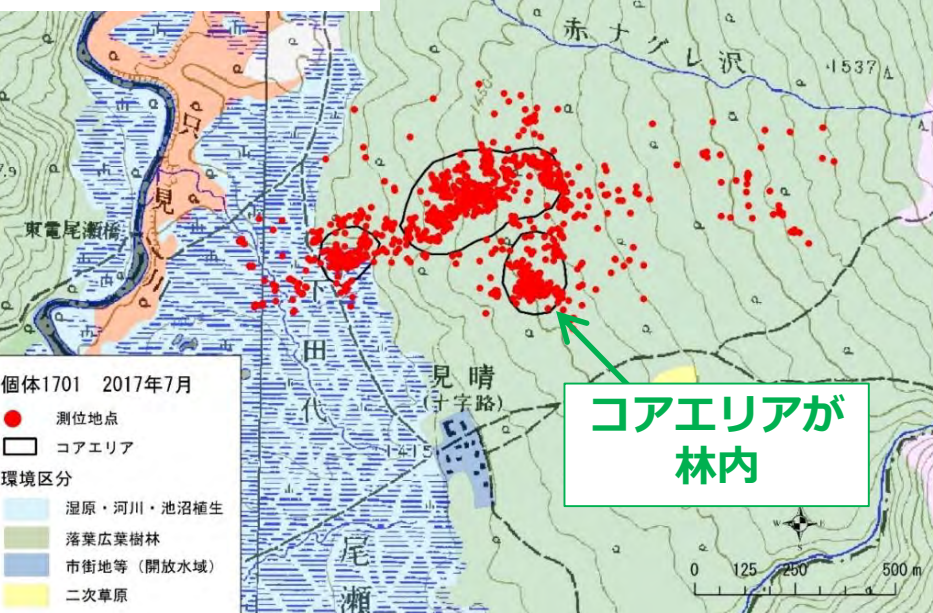 赤ナグレ沢
1537
1450
只見川
東電尾瀬橋
下田代
見晴
(十字路)
1415
尾瀬
個体1701 2017年7月
測位地点
コアエリア
環境区分
湿原・河川・池沼植生
落葉広葉樹林
市街地等（開放水域）
二次草原
コアエリアが
林内
W E
S
0 125 250 500 m